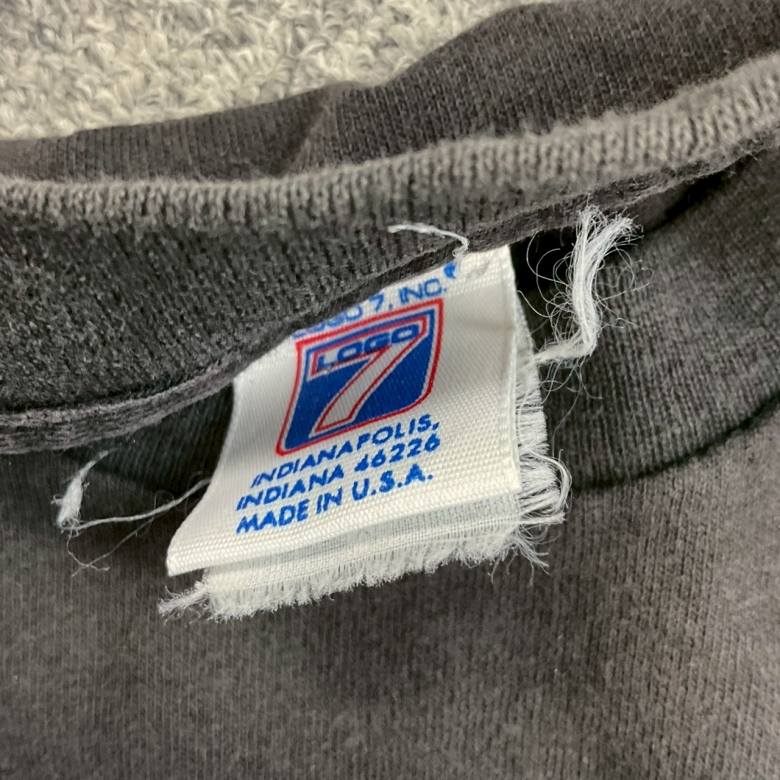 LOGO 7, INC.
LOGO
7
INDIANAPOLIS,
INDIANA 46226
MADE IN U.S.A.